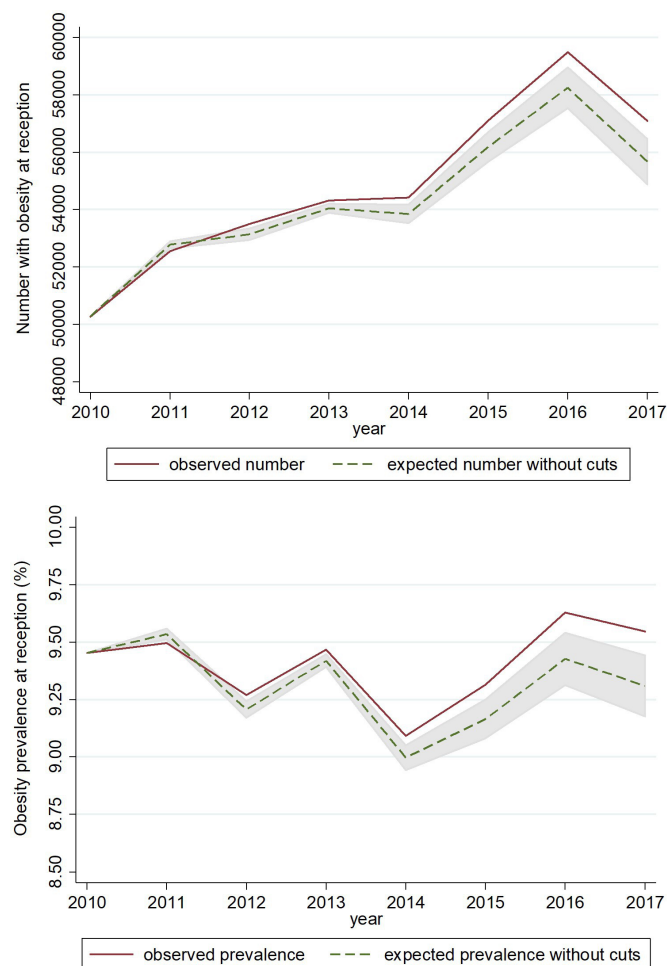 Number with obesity at reception
60000
58000
56000
54000
52000
50000
48000
2010 2011 2012 2013 2014 2015 2016 2017
year
observed number expected number without cuts
Obesity prevalence at reception (%)
10.00
9.75
9.50
9.25
9.00
8.75
8.50
2010 2011 2012 2013 2014 2015 2016 2017
year
observed prevalence expected prevalence without cuts